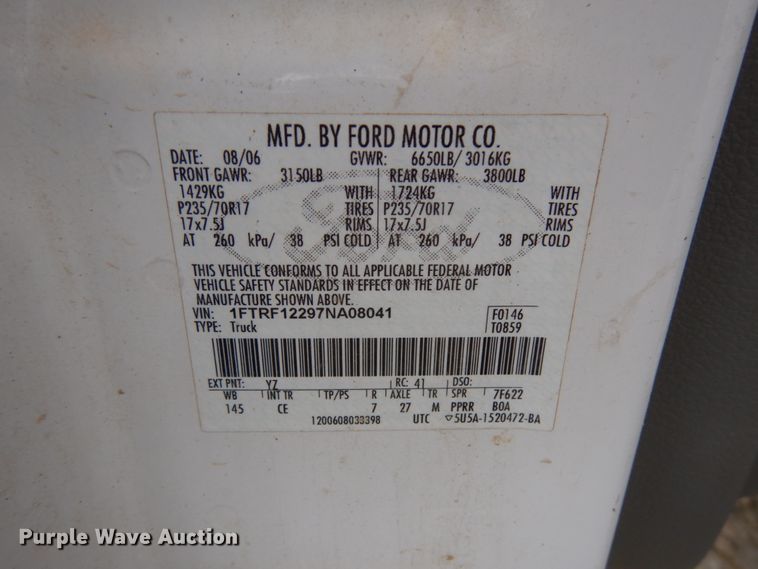 MFD. BY FORD MOTOR CO.
DATE: 08/06 GVWR: 6650LB/ 3016KG
FRONT GAWR: 3150LB REAR GAWR: 3800LB
1429KG WITH 1724KG WITH
P235/70R17 TIRES P235/70R17 TIRES
17x7.5J RIMS 17x7.5J RIMS
AT 260 kPa/ 38 PSI COLD AT 260 kPa/ 38 PSI COLD
THIS VEHICLE CONFORMS TO ALL APPLICABLE FEDERAL MOTOR
VEHICLE SAFETY STANDARDS IN EFFECT ON THE DATE OF
MANUFACTURE SHOWN ABOVE.
VIN: 1FTRF12297NA08041 F0146
TYPE: Truck T0859
EXT PNT: YZ RC: 41 DSO:
WB INT TR TP/PS R AXLE TR SPR 7F622
145 CE 7 27 M PPRR BOA
1200608033398 UTC ▽5U5A-1520472-BA
Ford
Purple Wave Auction